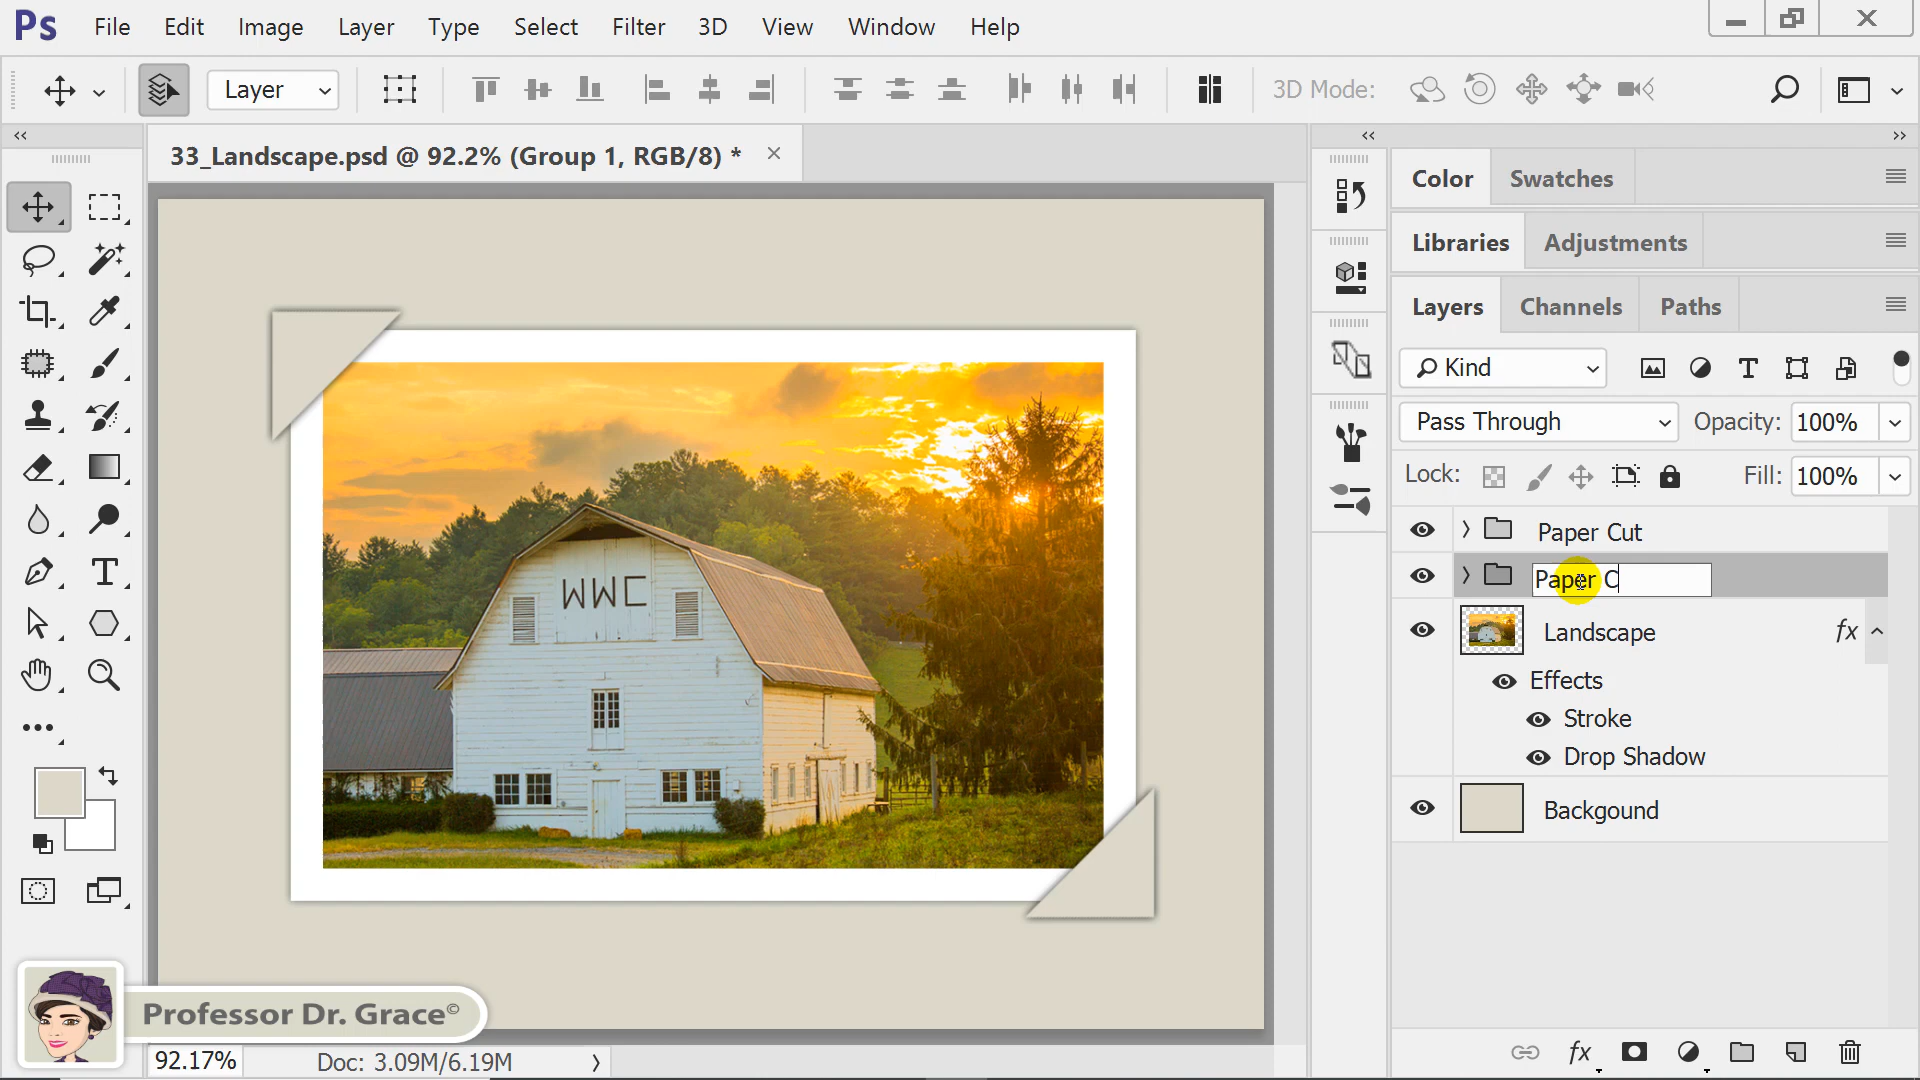 Ps File Edit Image Layer Type Select Filter 3D View Window Help
Layer 3D Mode:
33_Landscape.psd @ 92.2% (Group 1, RGB/8) *
Color Swatches
Libraries Adjustments
Layers Channels Paths
Kind
Pass Through Opacity: 100%
Lock: Fill: 100%
Paper Cut
Paper C
Landscape fx
Effects
Stroke
Drop Shadow
Backgound
WWC
Professor Dr. Grace©
92.17% Doc: 3.09M/6.19M
fx